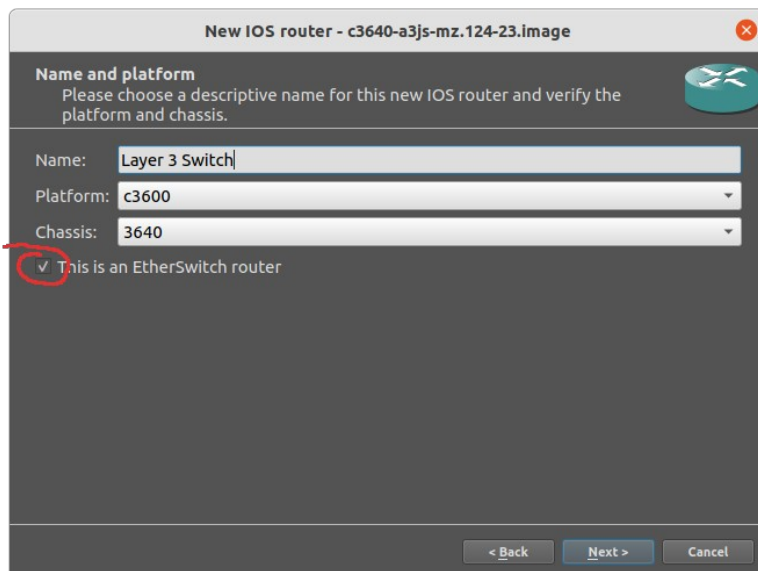 New IOS router - c3640-a3js-mz.124-23.image
Name and platform
Please choose a descriptive name for this new IOS router and verify the
platform and chassis.
Name: Layer 3 Switch
Platform: c3600
Chassis: 3640
This is an EtherSwitch router
< Back Next > Cancel